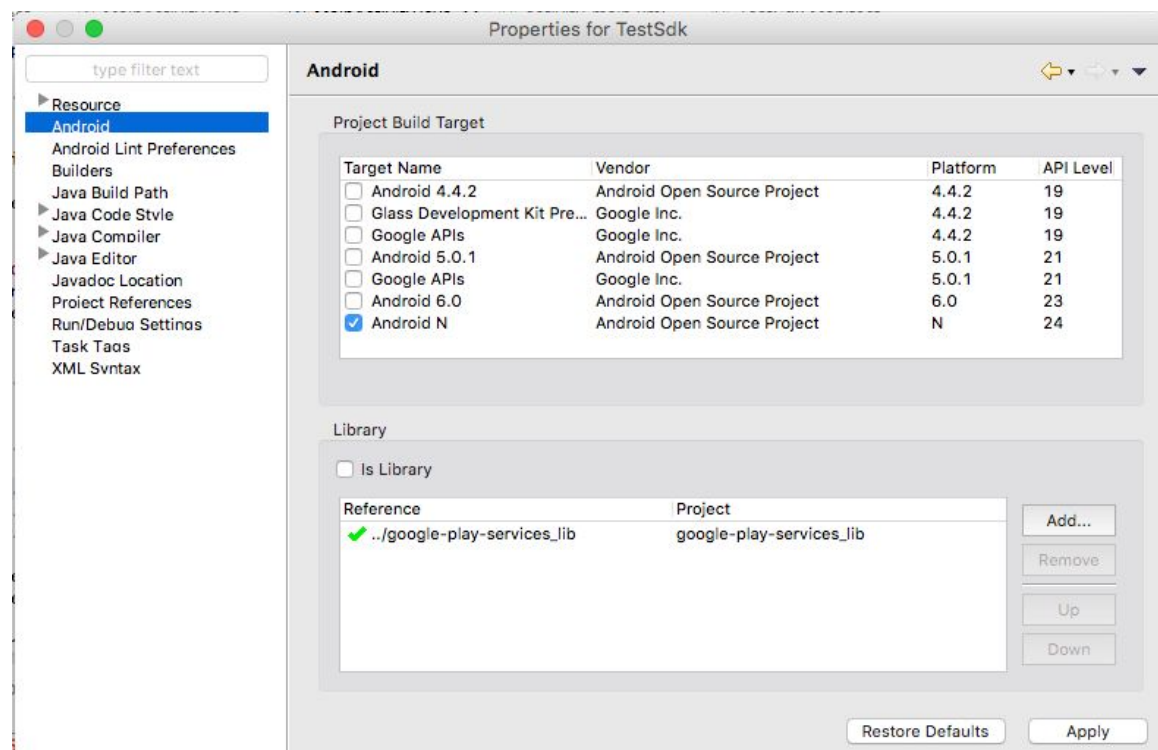 Properties for TestSdk
type filter text
Resource
Android
Android Lint Preferences
Builders
Java Build Path
Java Code Style
Java Compiler
Java Editor
Javadoc Location
Project References
Run/Debug Settings
Task Tags
XML Syntax
Android
Project Build Target
Target Name Vendor Platform API Level
Android 4.4.2 Android Open Source Project 4.4.2 19
Glass Development Kit Pre... Google Inc. 4.4.2 19
Google APIs Google Inc. 4.4.2 19
Android 5.0.1 Android Open Source Project 5.0.1 21
Google APIs Google Inc. 5.0.1 21
Android 6.0 Android Open Source Project 6.0 23
Android N Android Open Source Project N 24
Library
Is Library
Reference Project
../google-play-services_lib google-play-services_lib
Add...
Remove
Up
Down
Restore Defaults Apply